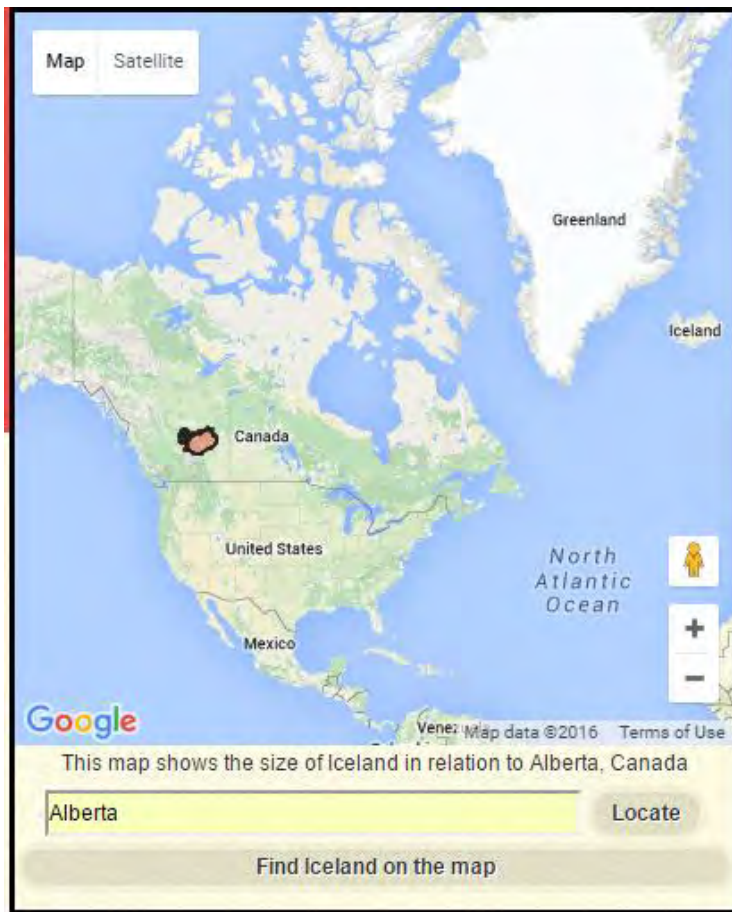 Map Satellite
Greenland
Iceland
Canada
United States
North
Atlantic
Ocean
Mexico
+
−
Google
Map data ©2016 Terms of Use
This map shows the size of Iceland in relation to Alberta, Canada
Alberta Locate
Find Iceland on the map